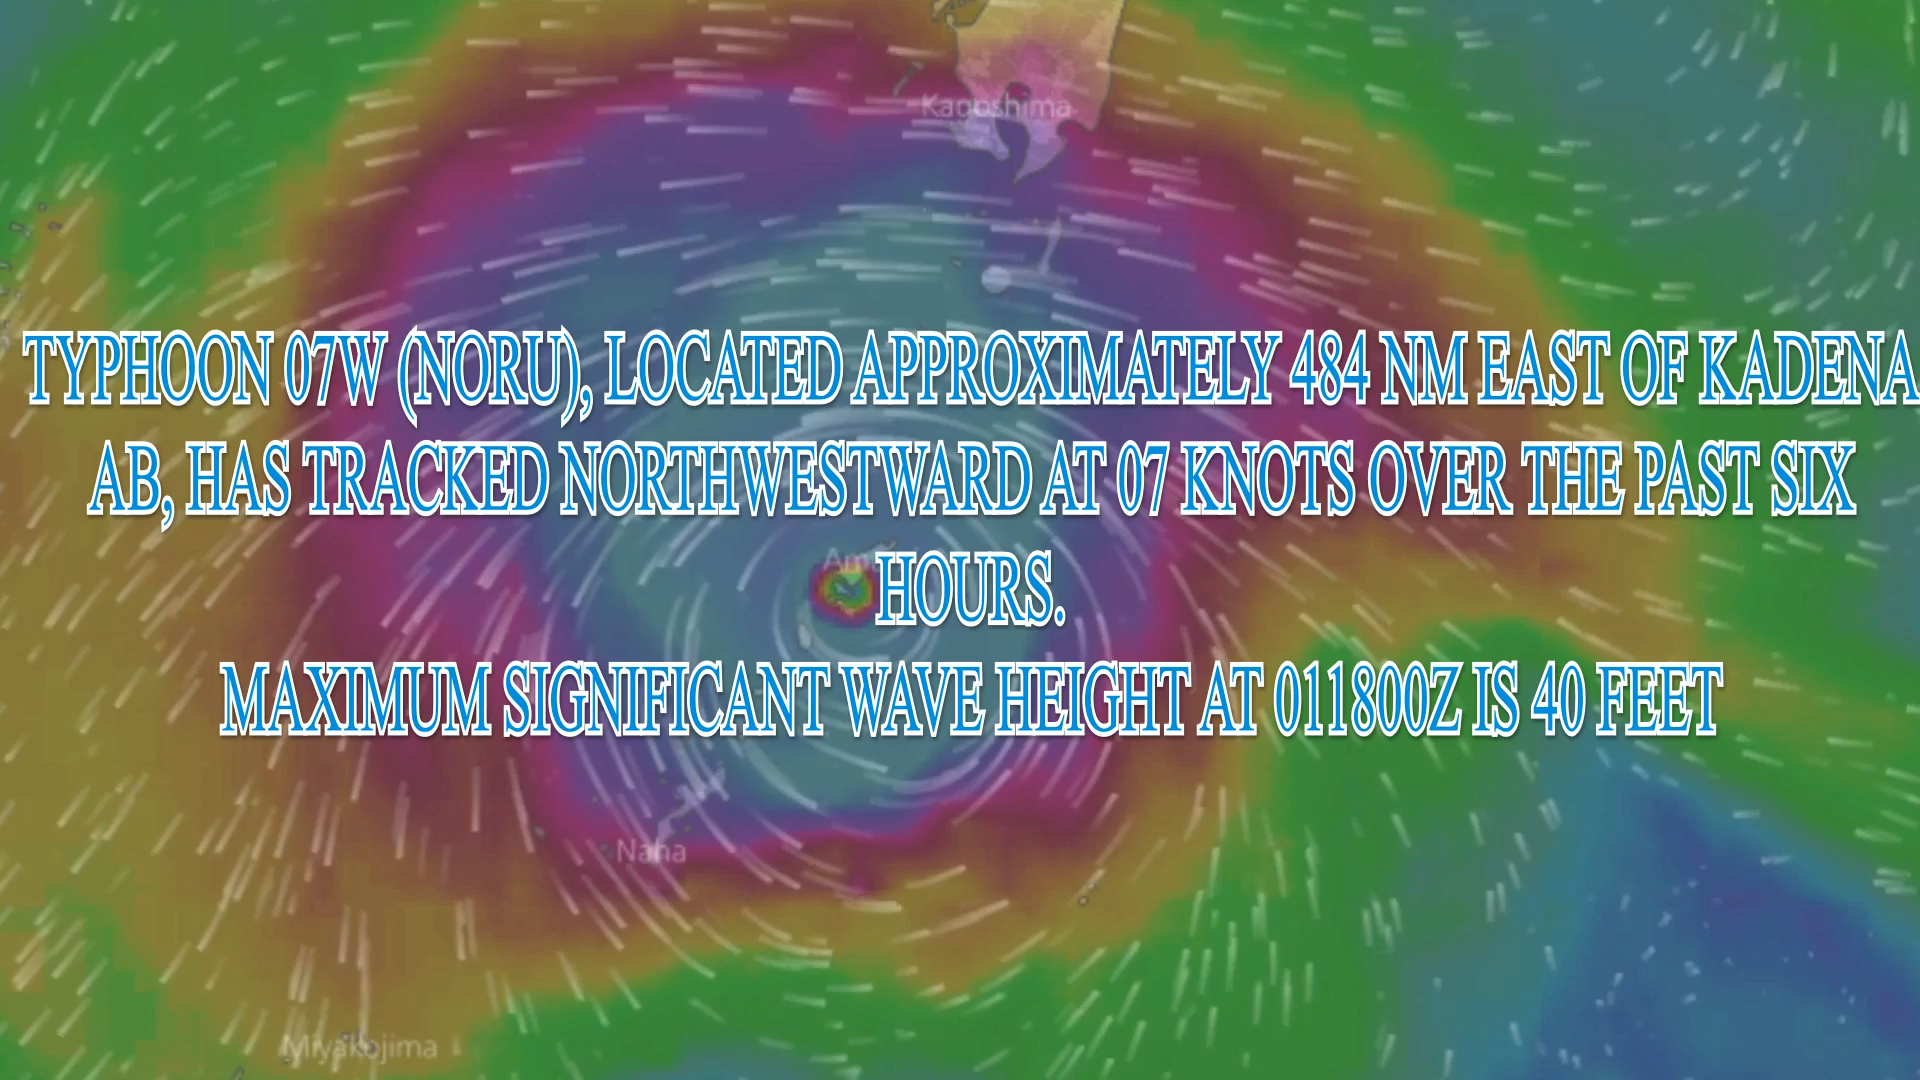 Kagoshima
TYPHOON 07W (NORU), LOCATED APPROXIMATELY 484 NM EAST OF KADENA
AB, HAS TRACKED NORTHWESTWARD AT 07 KNOTS OVER THE PAST SIX
HOURS.
MAXIMUM SIGNIFICANT WAVE HEIGHT AT 011800Z IS 40 FEET
Naha
Miyakojima